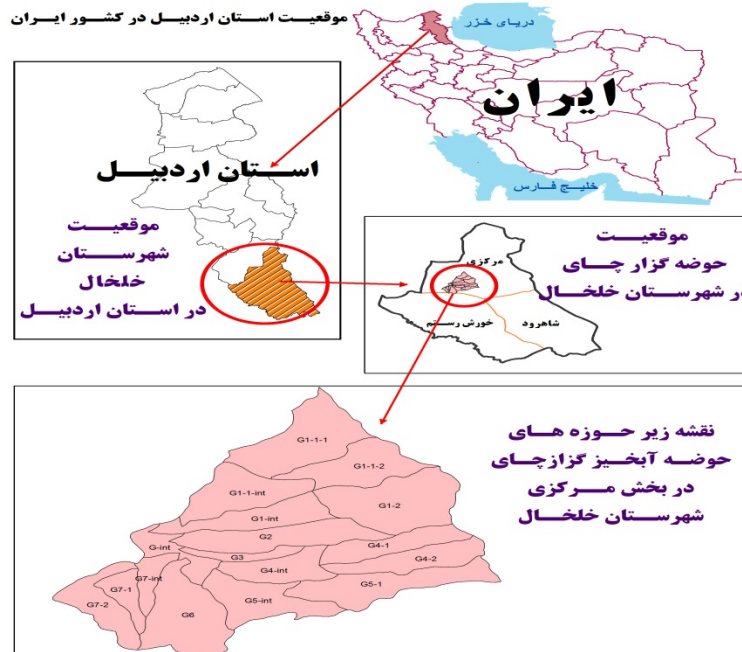 موقعیت استان اردبیل در کشور ایران
دریای خزر
ایران
خلیج فارس
استان اردبیل
موقعیت
شهرستان
خلخال
در استان اردبیل
موقعیت
حوضه گزار چای
در شهرستان خلخال
مرکزی
خورش رستم
شاهرود
نقشه زیر حوزه های
حوضه آبخیز گزازچای
در بخش مرکزی
شهرستان خلخال
G1-1-1
G1-1-2
G1-1-int
G1-2
G1-int
G2
G-int
G3
G4-1
G4-2
G4-int
G7-int
G7-1
G7-2
G6
G5-int
G5-1